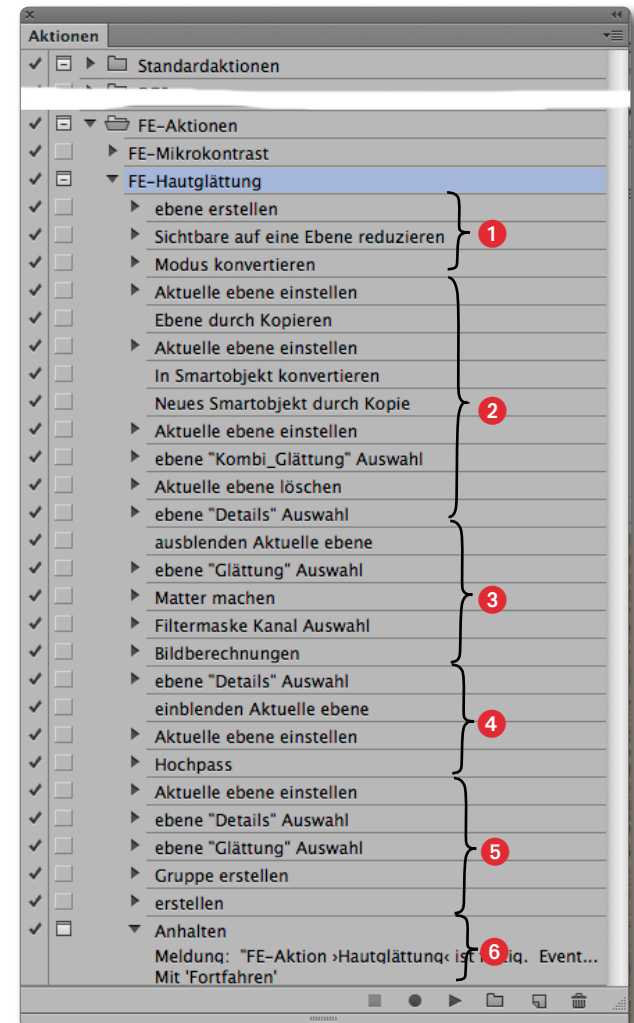 Aktionen
Standardaktionen
FE-Aktionen
FE-Mikrokontrast
FE-Hautglättung
ebene erstellen
Sichtbare auf eine Ebene reduzieren
1
Modus konvertieren
Aktuelle ebene einstellen
Ebene durch Kopieren
Aktuelle ebene einstellen
In Smartobjekt konvertieren
Neues Smartobjekt durch Kopie
2
Aktuelle ebene einstellen
ebene "Kombi_Glättung" Auswahl
Aktuelle ebene löschen
ebene "Details" Auswahl
ausblenden Aktuelle ebene
ebene "Glättung" Auswahl
Matter machen
3
Filtermaske Kanal Auswahl
Bildberechnungen
ebene "Details" Auswahl
einblenden Aktuelle ebene
4
Aktuelle ebene einstellen
Hochpass
Aktuelle ebene einstellen
ebene "Details" Auswahl
ebene "Glättung" Auswahl
5
Gruppe erstellen
erstellen
Anhalten
6
Meldung: "FE-Aktion ›Hautglättung‹ ist Event...
Mit 'Fortfahren'